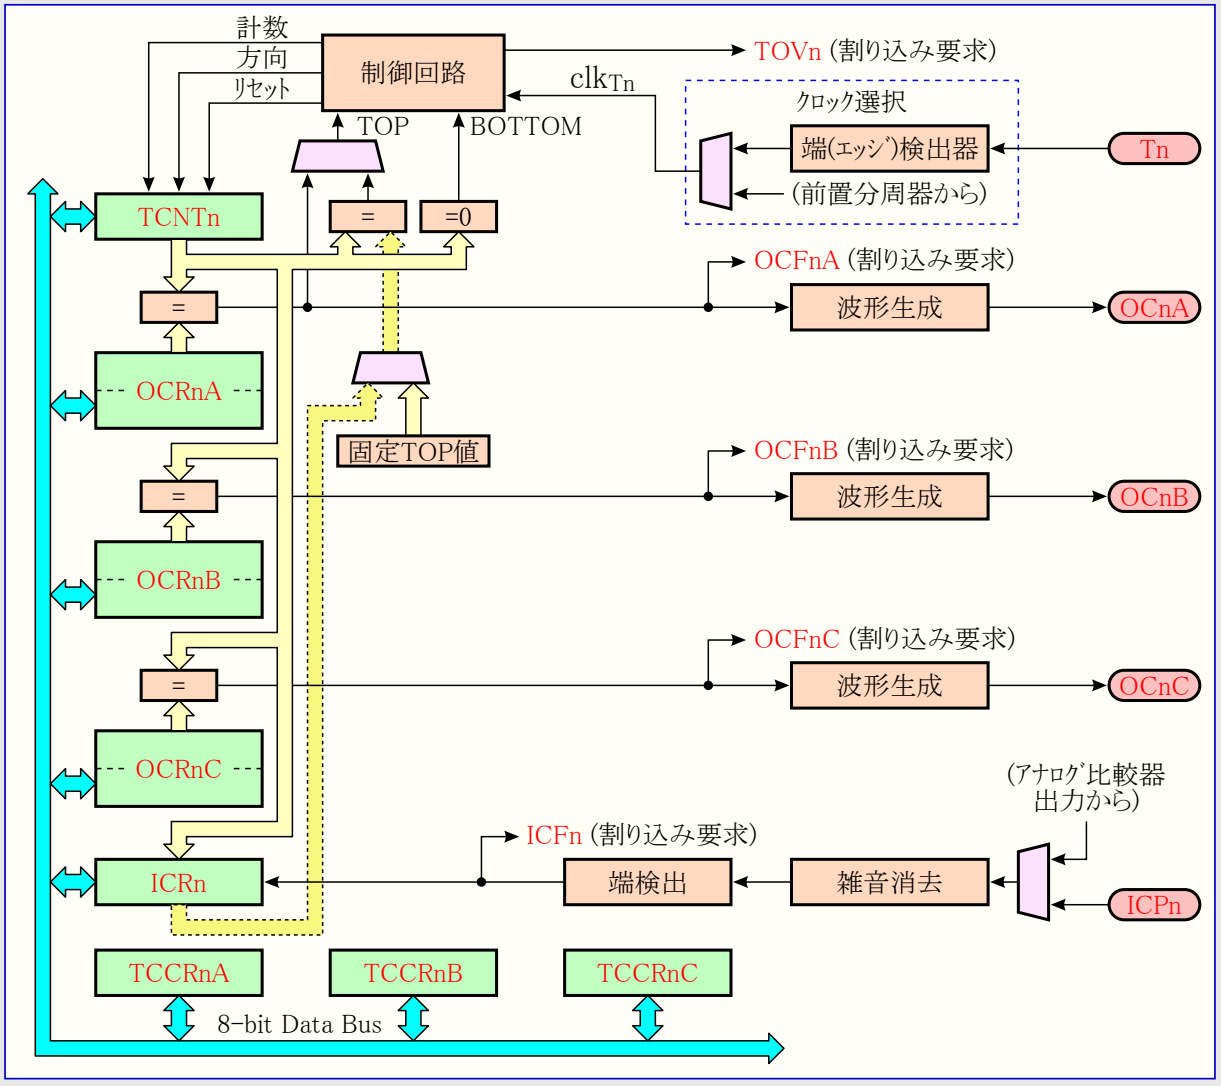 計数
方向
リセット
制御回路
TOVn (割り込み要求)
clkTn
TOP
BOTTOM
クロック選択
端(エッジ)検出器
Tn
(前置分周器から)
TCNTn
=
=0
OCFnA (割り込み要求)
=
波形生成
OCnA
OCRnA
固定TOP値
OCFnB (割り込み要求)
=
波形生成
OCnB
OCRnB
OCFnC (割り込み要求)
=
波形生成
OCnC
OCRnC
(アナログ比較器
出力から)
ICFn (割り込み要求)
ICRn
端検出
雑音消去
ICPn
TCCRnA
TCCRnB
TCCRnC
8-bit Data Bus